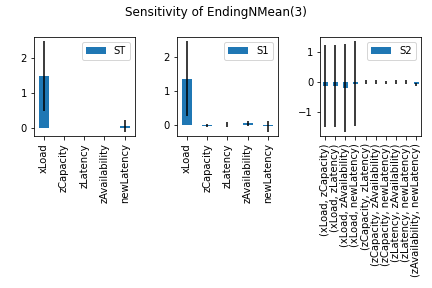 Sensitivity of EndingNMean(3)
ST
2
1
0
xLoad
zCapacity
zLatency
zAvailability
newLatency
S1
2
1
0
xLoad
zCapacity
zLatency
zAvailability
newLatency
S2
1
0
−1
(xLoad, zCapacity)
(xLoad, zLatency)
(xLoad, zAvailability)
(xLoad, newLatency)
(zCapacity, zLatency)
(zCapacity, zAvailability)
(zCapacity, newLatency)
(zLatency, zAvailability)
(zLatency, newLatency)
(zAvailability, newLatency)